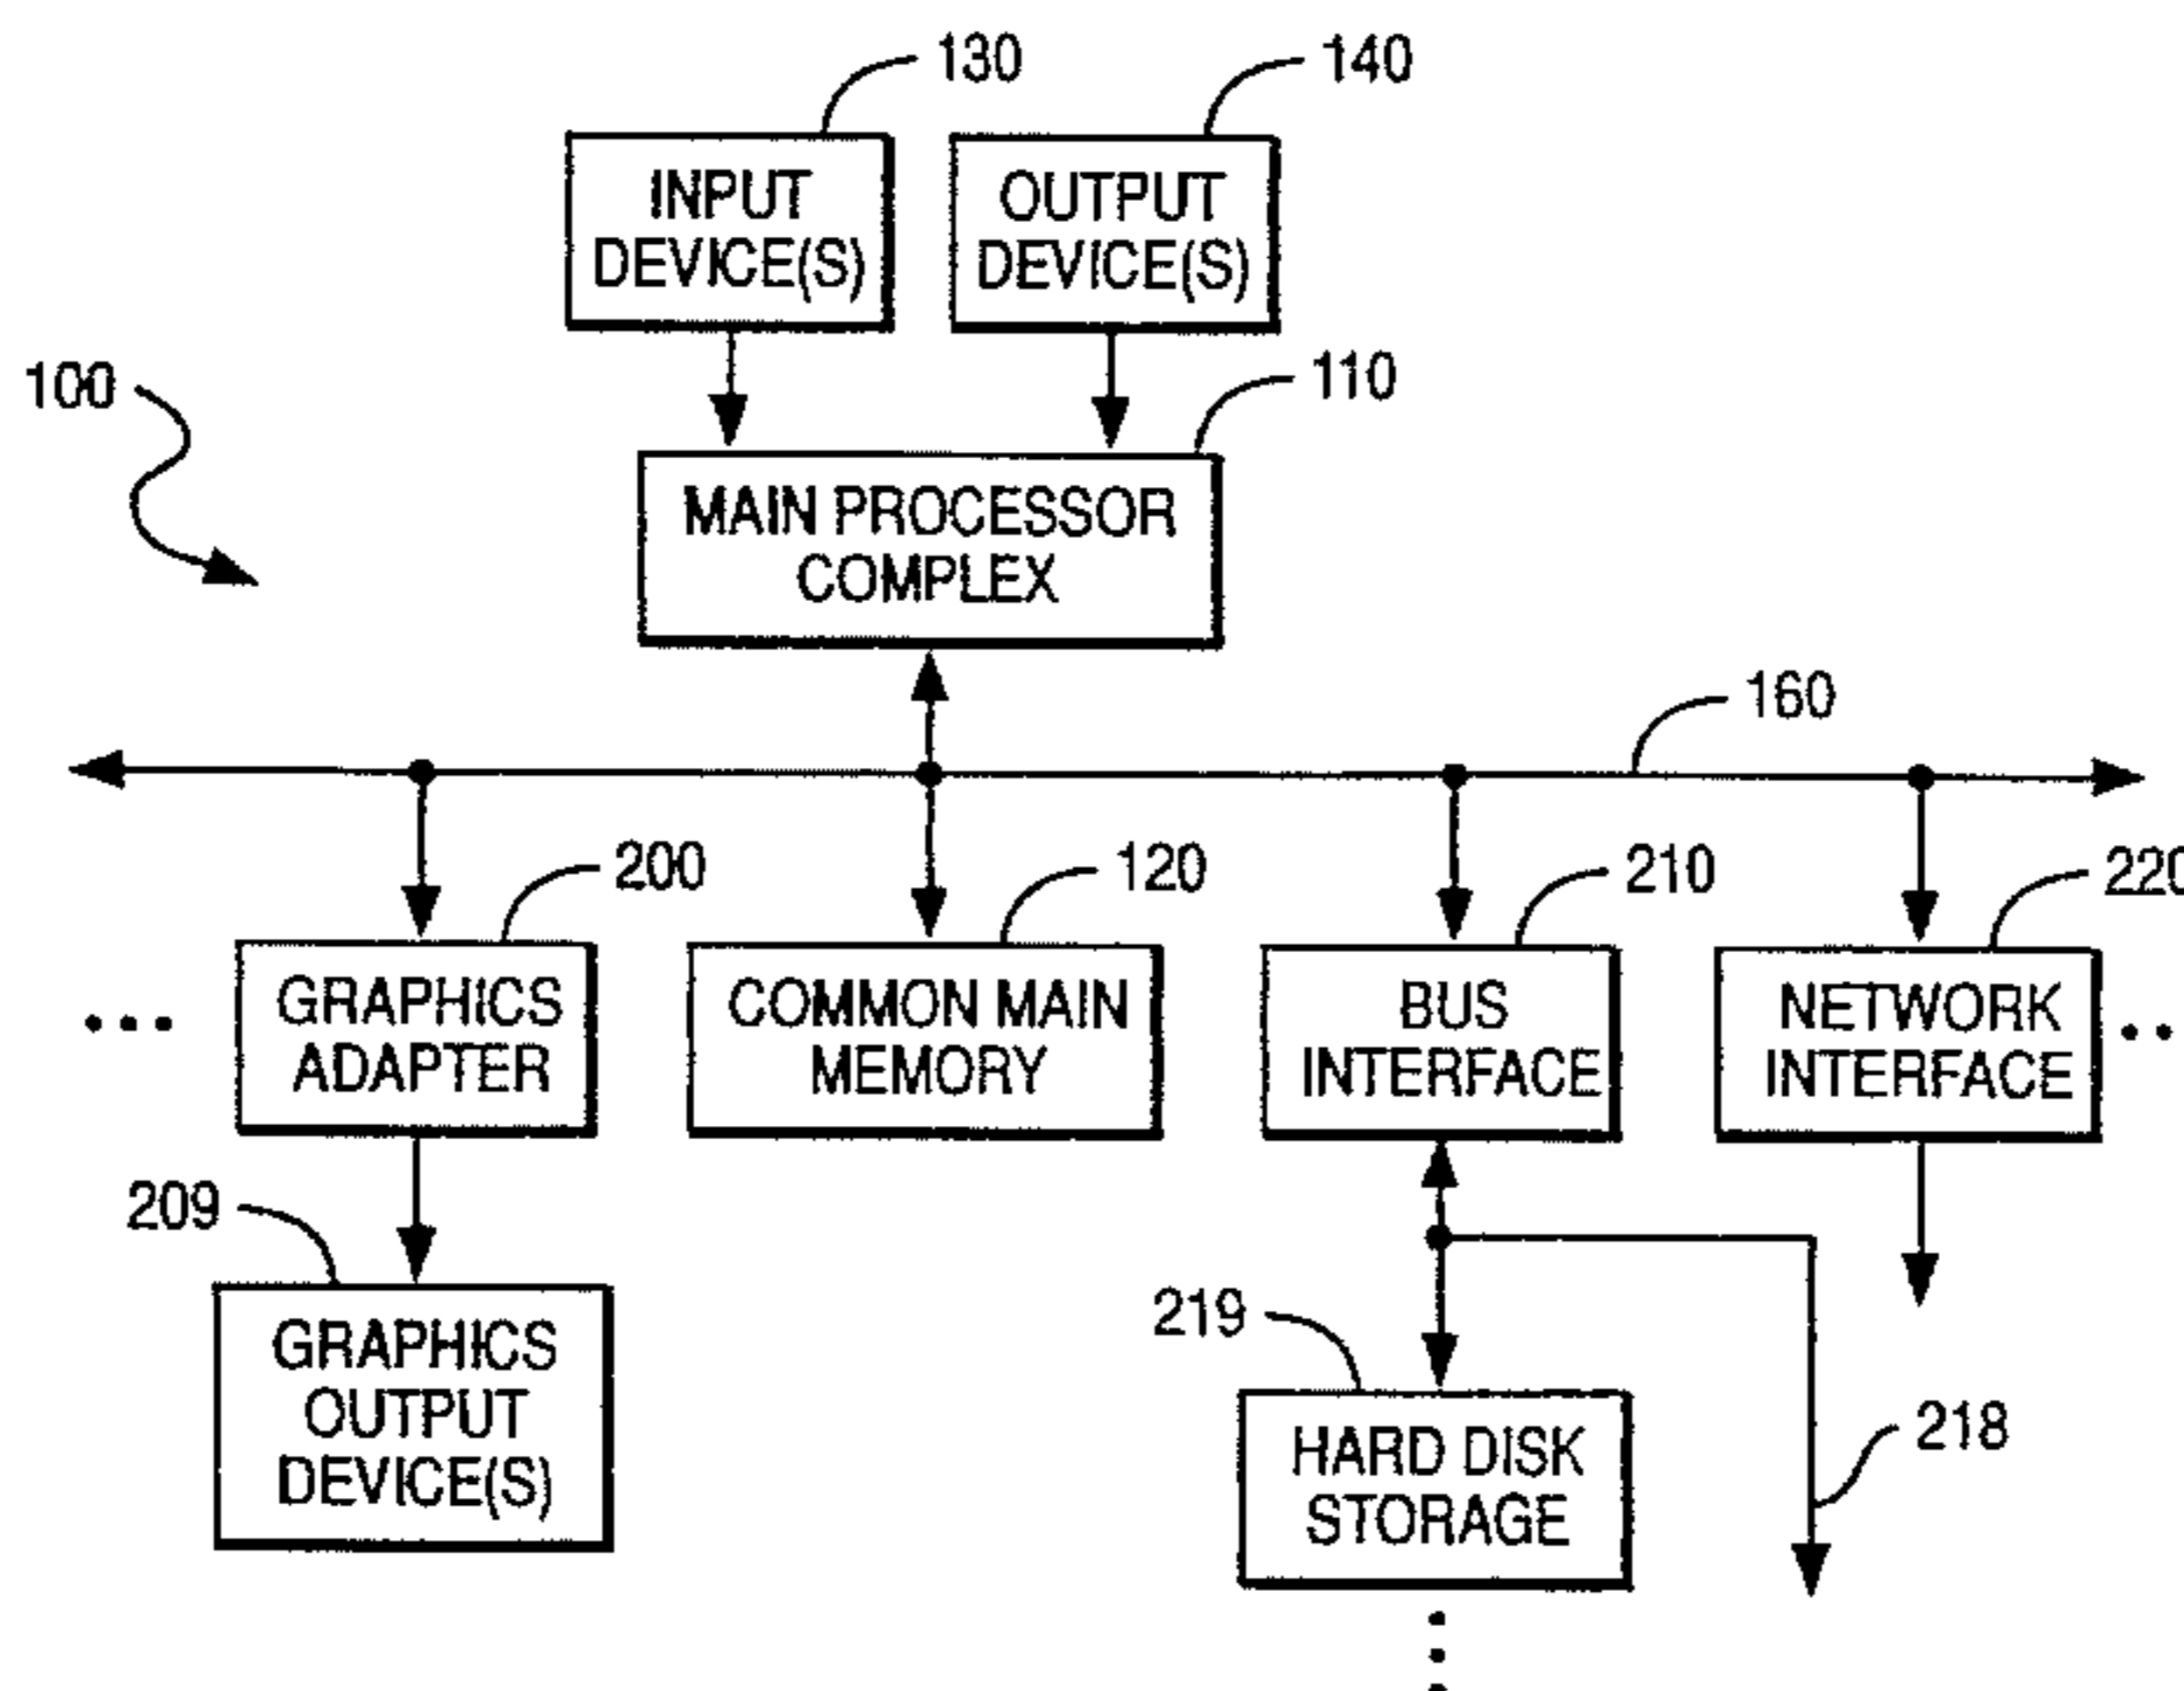 130
140
INPUT
DEVICE(S)
OUTPUT
DEVICE(S)
100
110
MAIN PROCESSOR
COMPLEX
160
200
120
210
220
GRAPHICS
ADAPTER
COMMON MAIN
MEMORY
BUS
INTERFACE
NETWORK
INTERFACE
209
GRAPHICS
OUTPUT
DEVICE(S)
219
HARD DISK
STORAGE
218